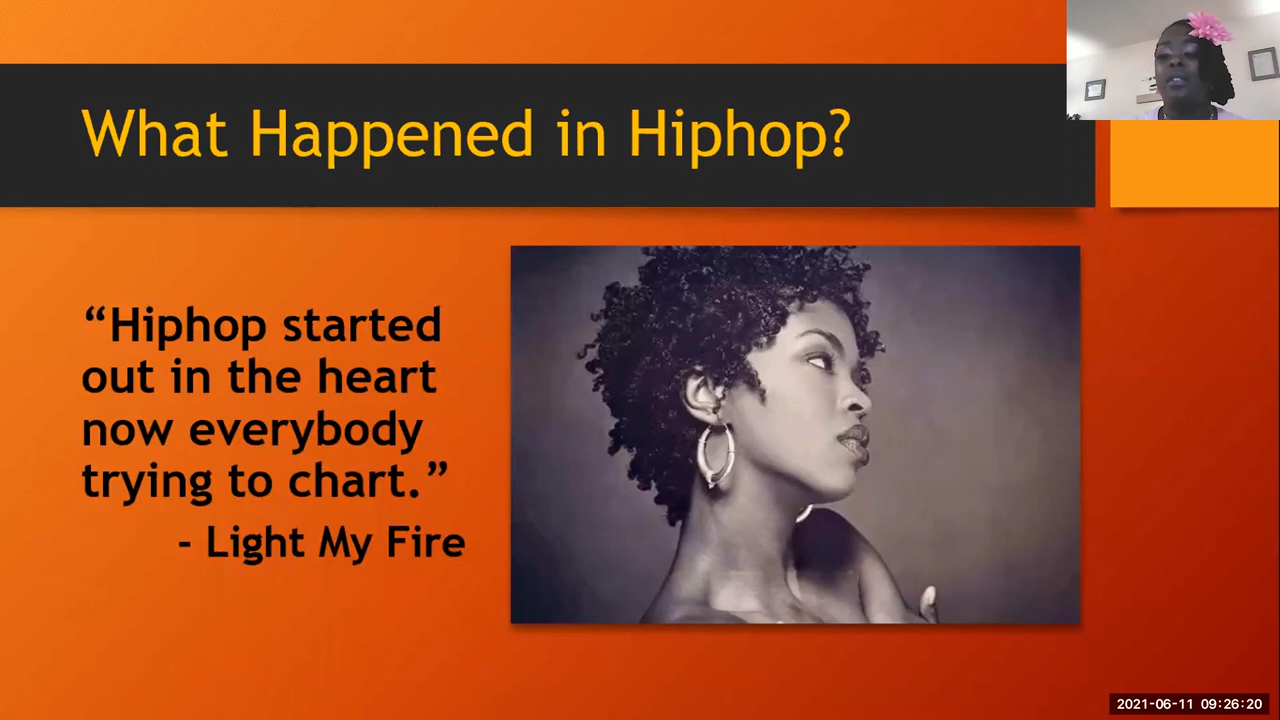 What Happened in Hiphop?
“Hiphop started
out in the heart
now everybody
trying to chart.”
- Light My Fire
2021-06-11 09:26:20